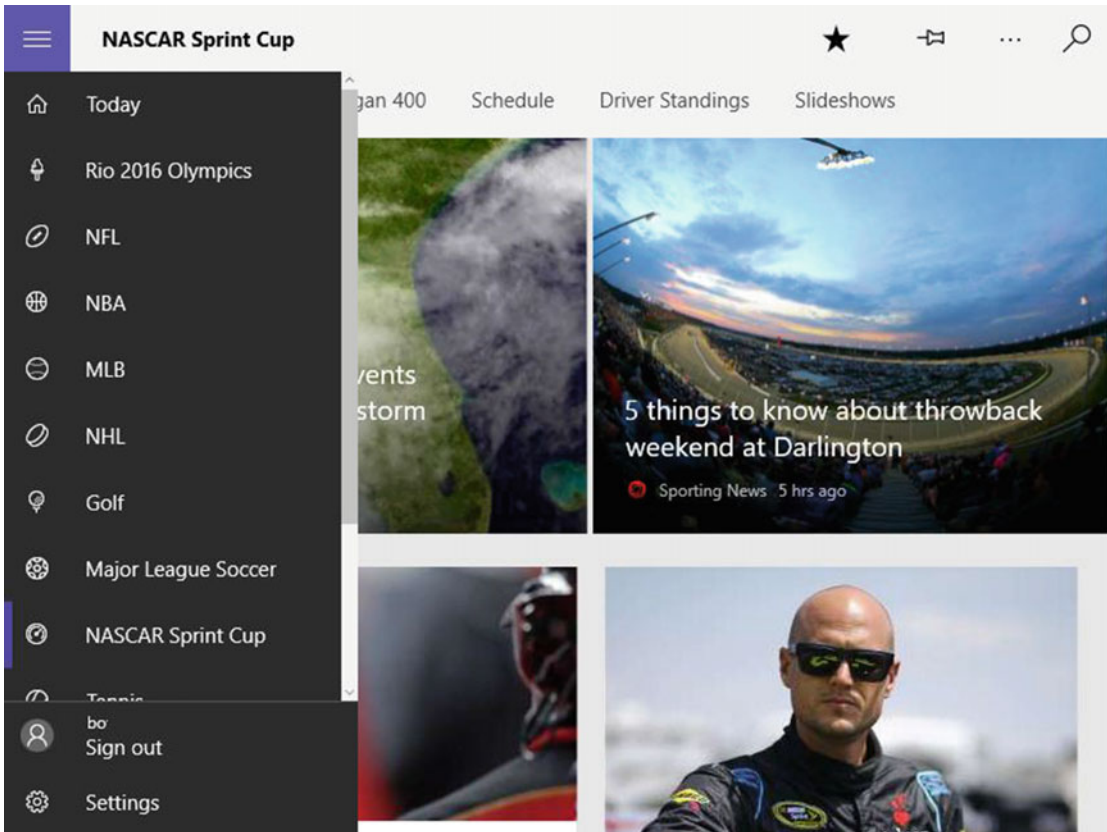 NASCAR Sprint Cup
gan 400 Schedule Driver Standings Slideshows
Today
Rio 2016 Olympics
NFL
NBA
MLB
NHL
Golf
Major League Soccer
NASCAR Sprint Cup
Tennis
bo
Sign out
Settings
vents
storm
5 things to know about throwback
weekend at Darlington
Sporting News 5 hrs ago